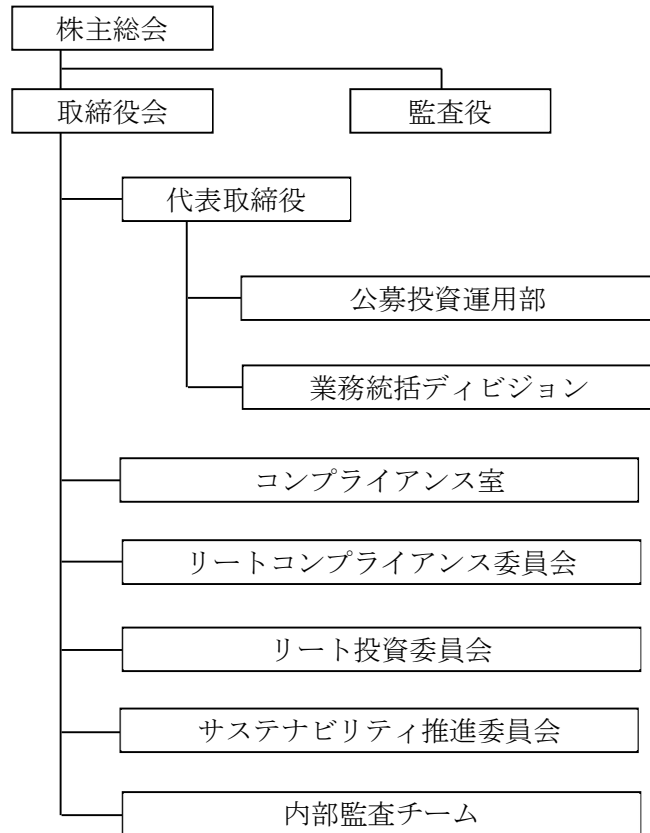 株主総会
取締役会
監査役
代表取締役
公募投資運用部
業務統括ディビジョン
コンプライアンス室
リートコンプライアンス委員会
リート投資委員会
サステナビリティ推進委員会
内部監査チーム